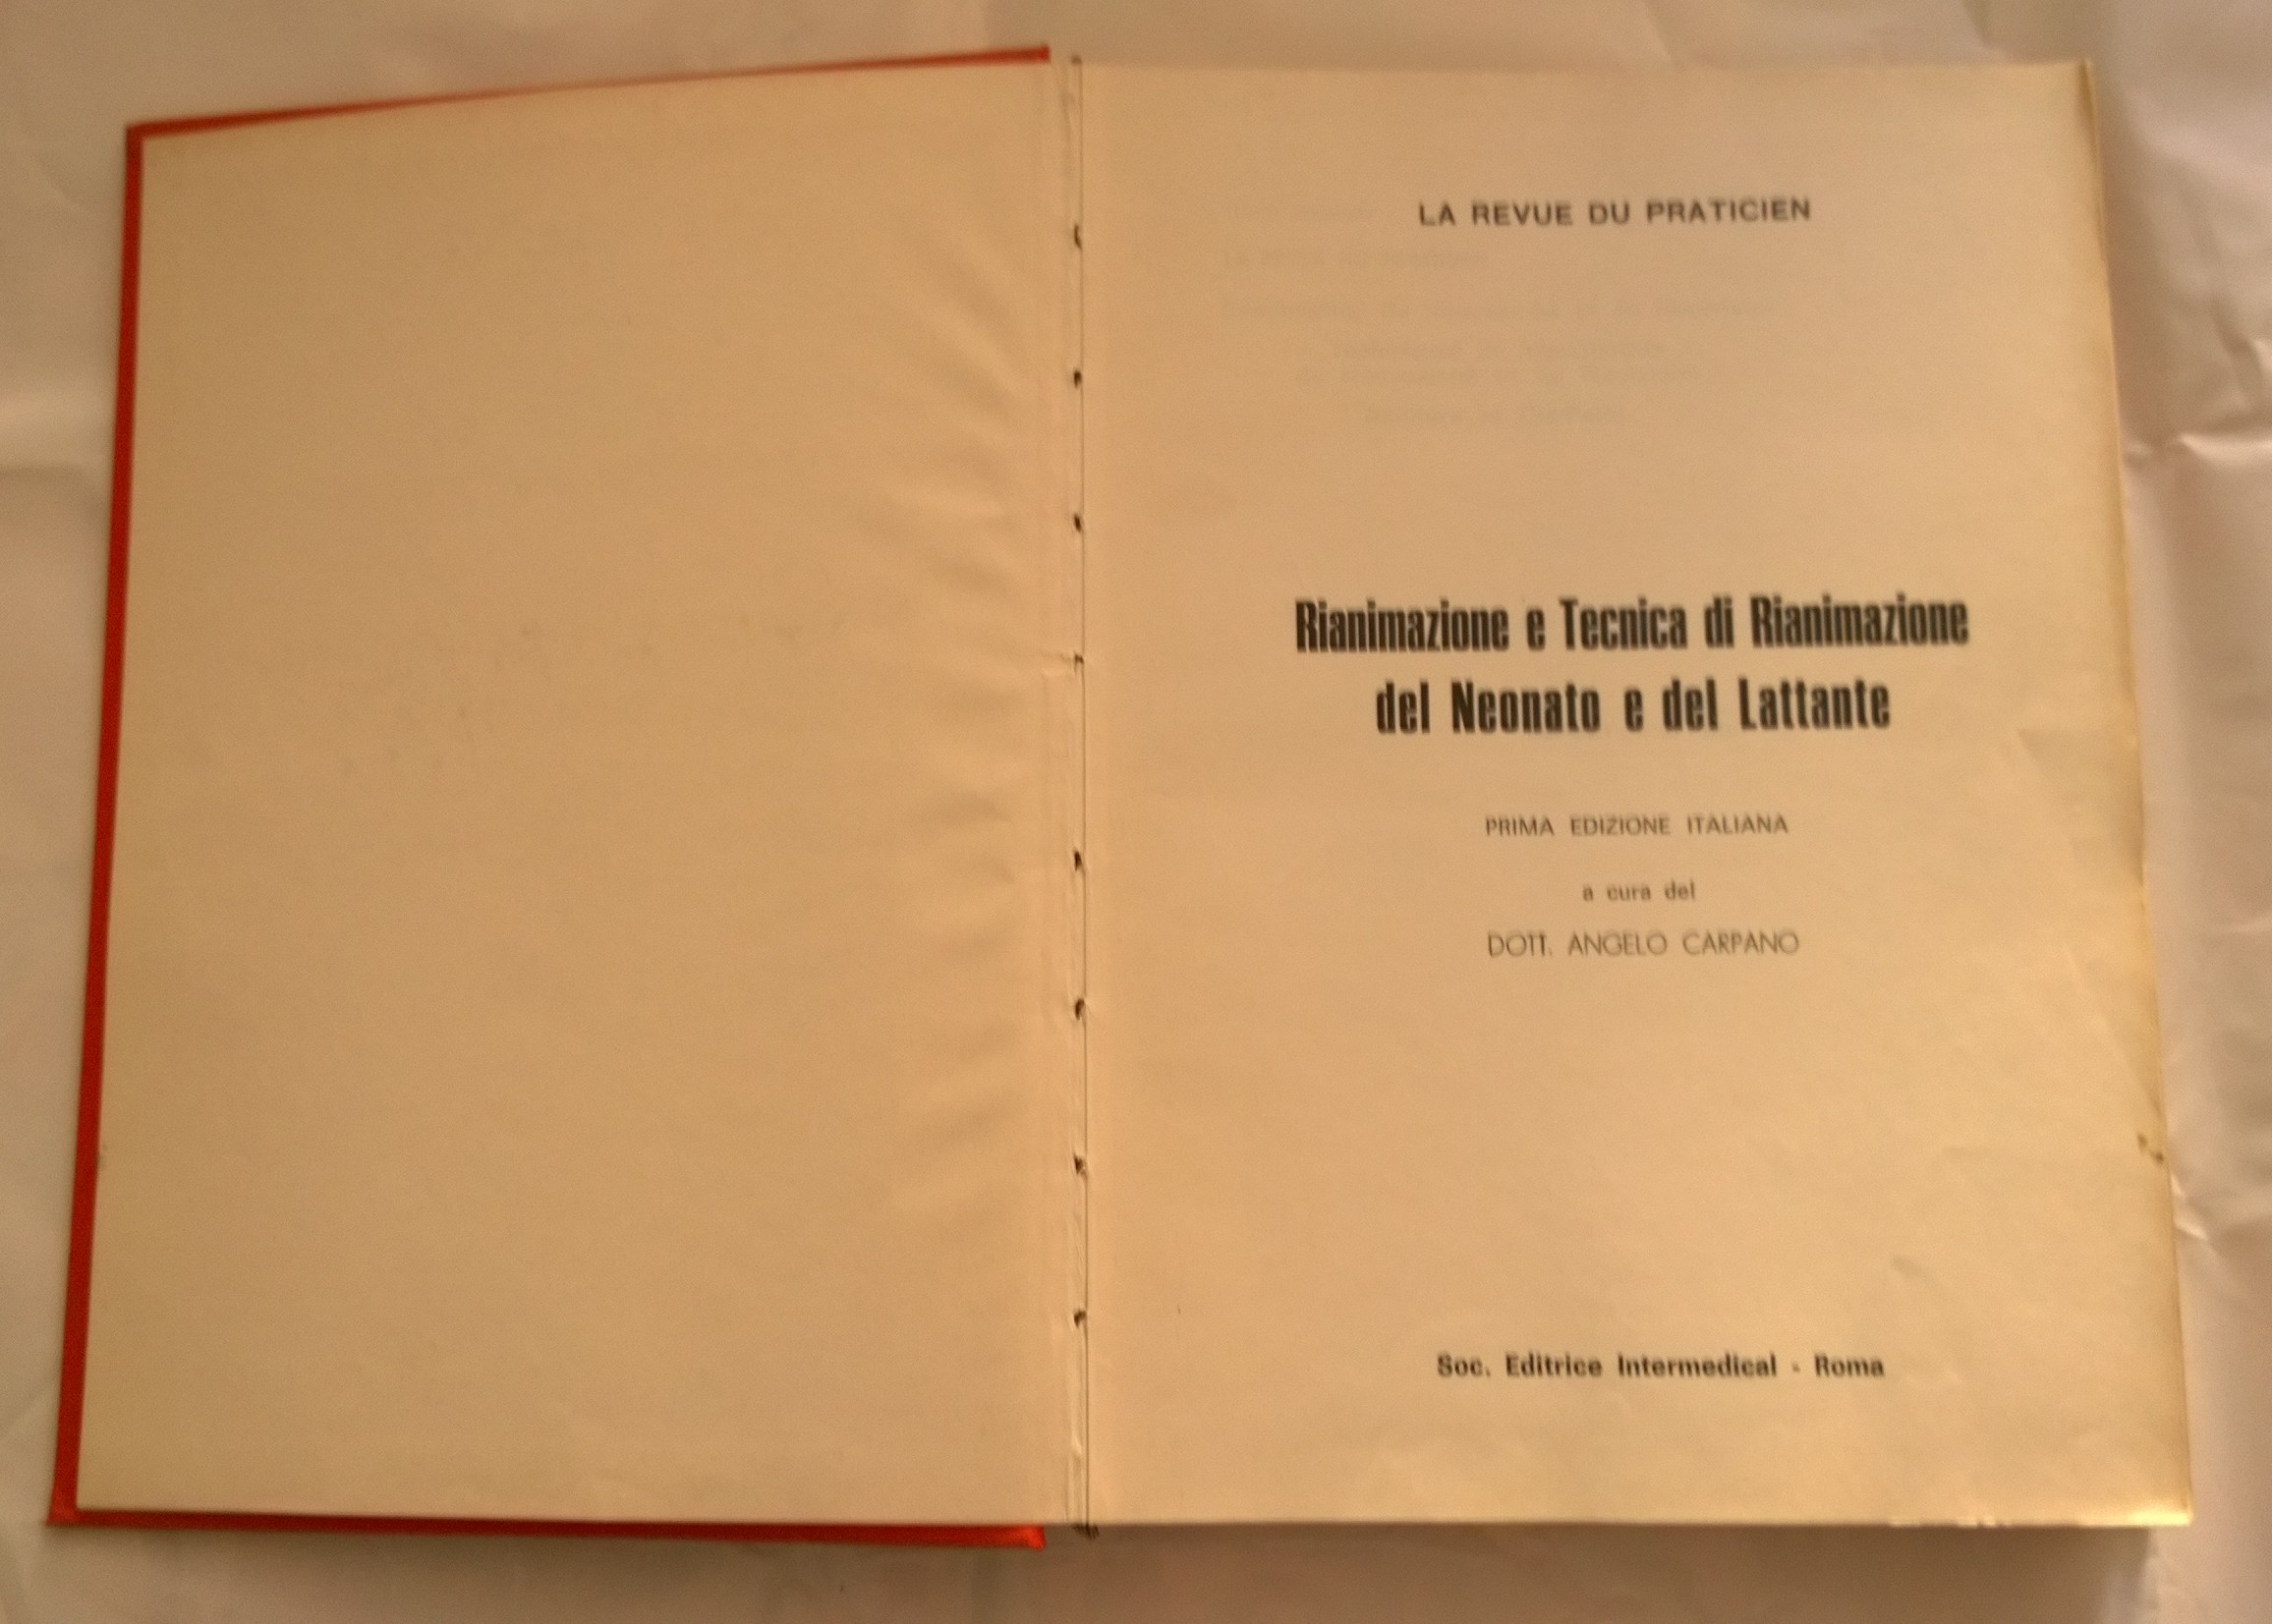 LA REVUE DU PRATICIEN
Rianimazione e Tecnica di Rianimazione
del Neonato e del Lattante
PRIMA EDIZIONE ITALIANA
a cura del
DOTT. ANGELO CARPANO
Soc. Editrice Intermedical - Roma